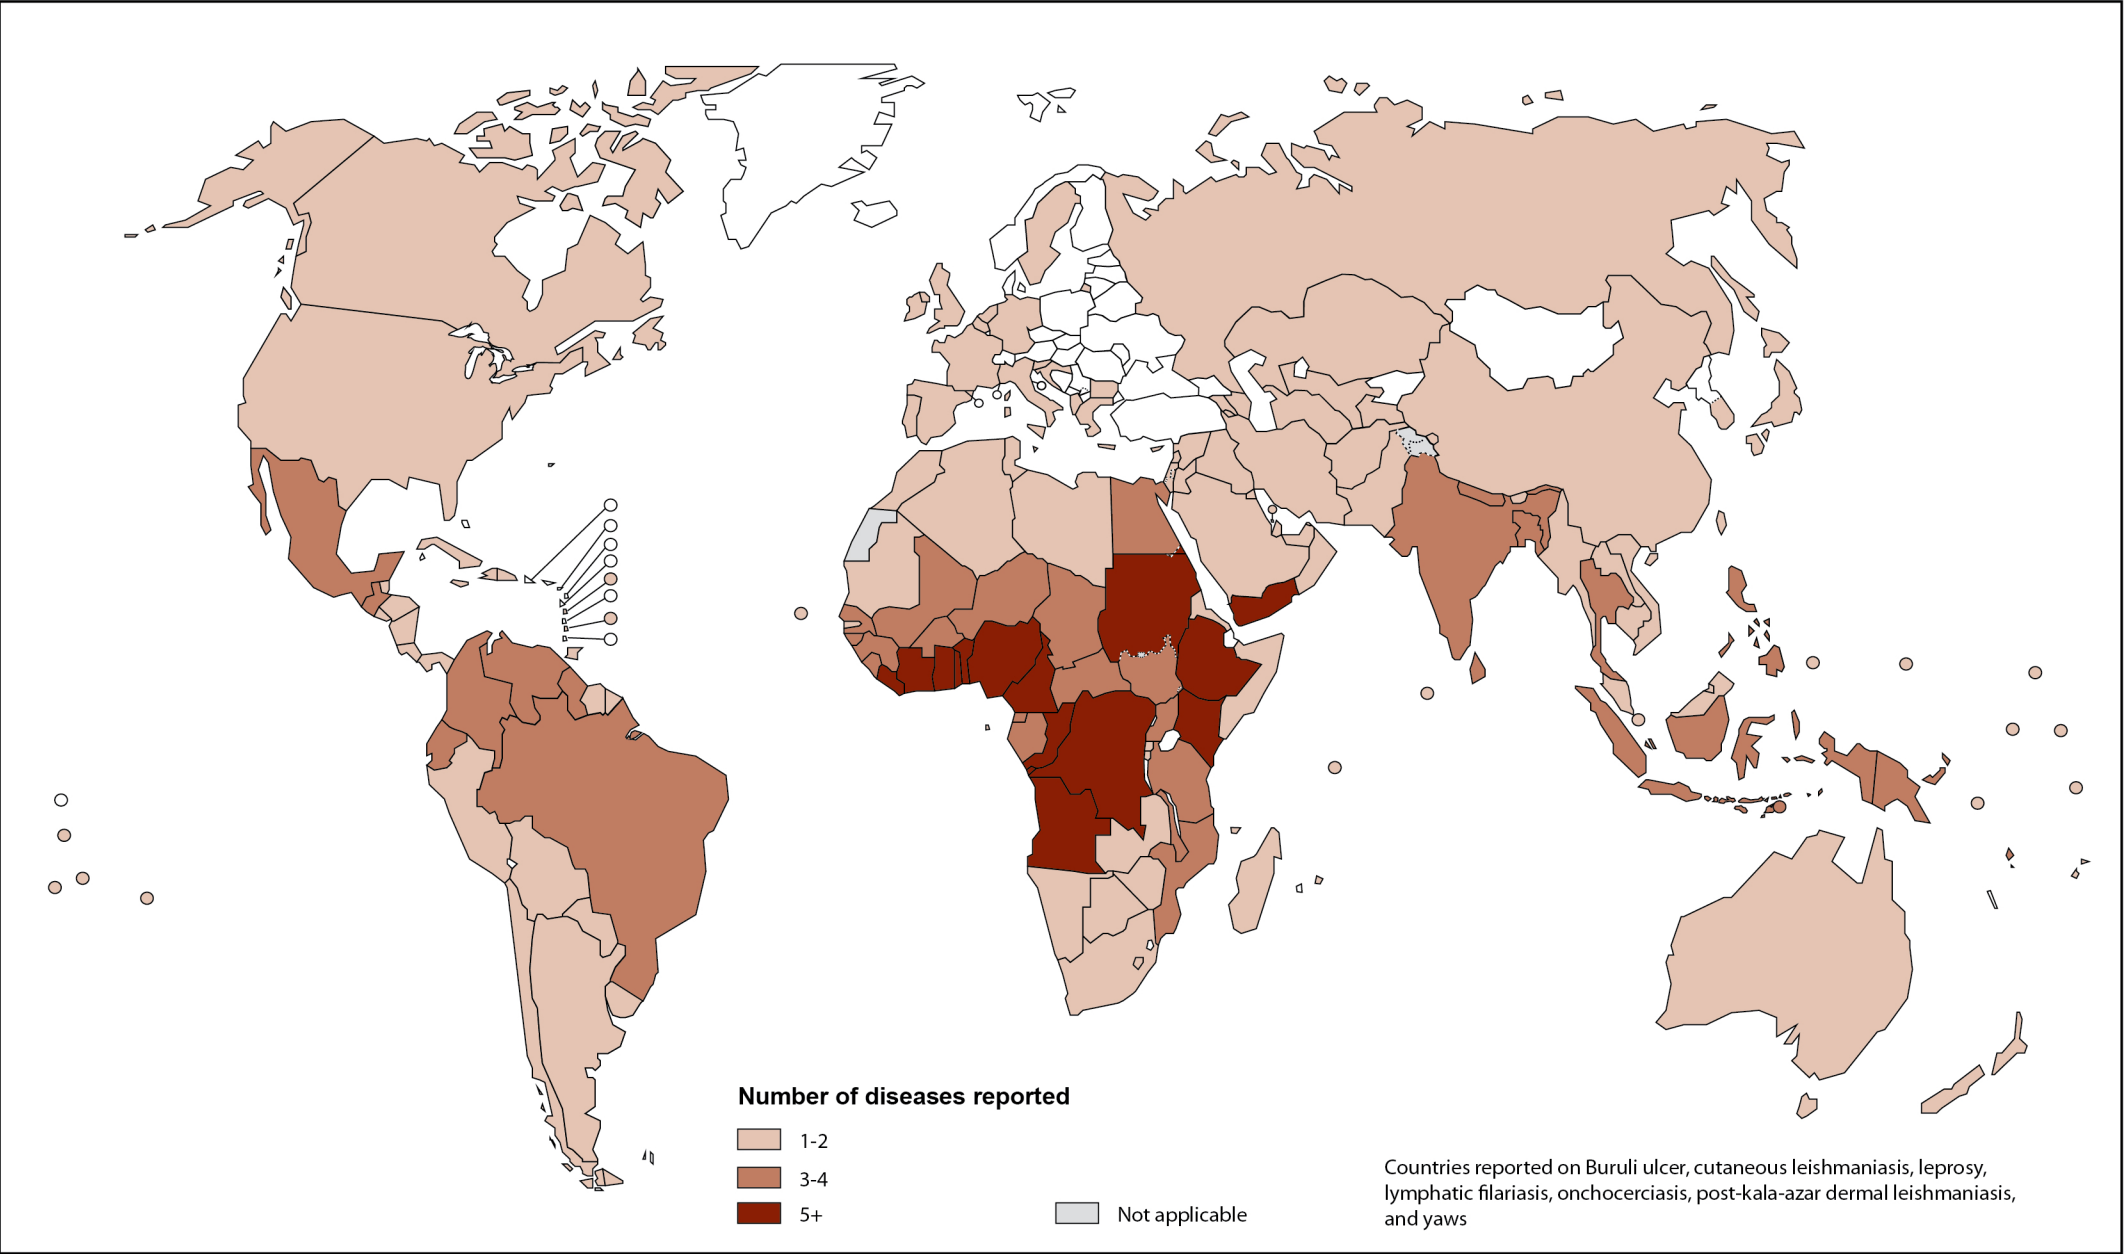 Number of diseases reported
1-2
3-4
5+
Not applicable
Countries reported on Buruli ulcer, cutaneous leishmaniasis, leprosy,
lymphatic filariasis, onchocerciasis, post-kala-azar dermal leishmaniasis,
and yaws